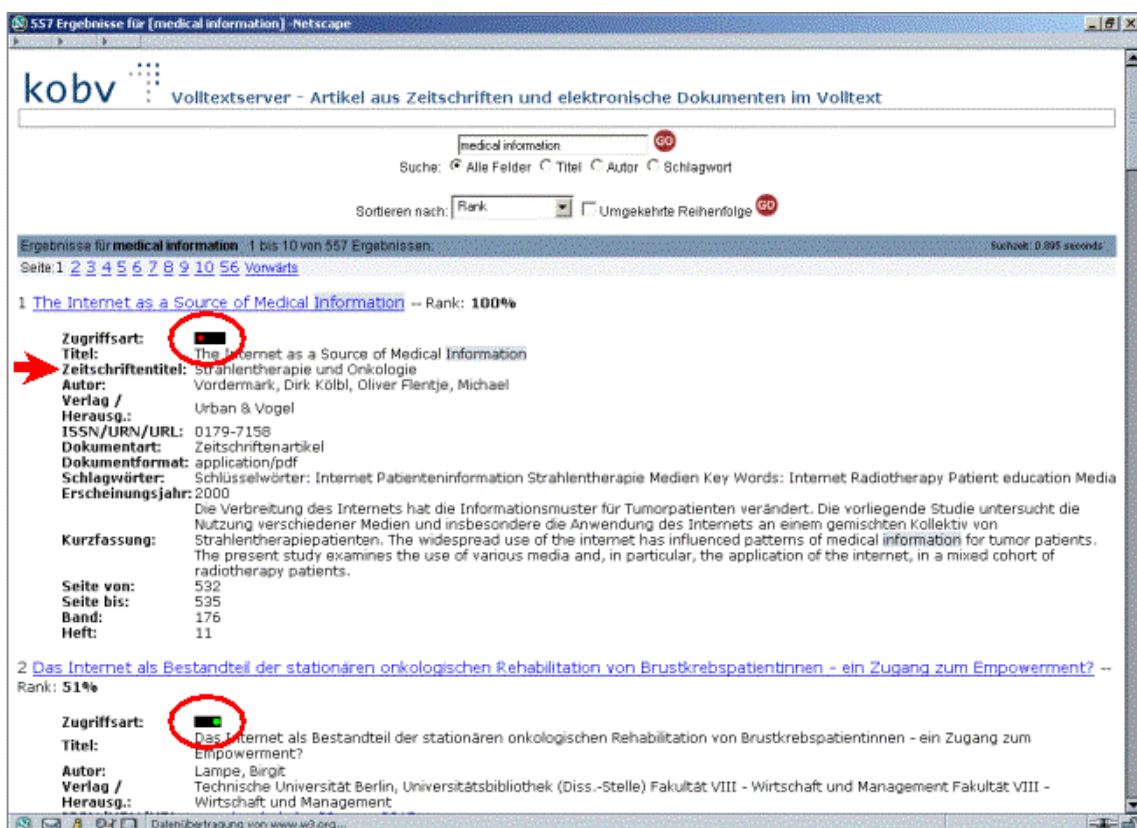 557 Ergebnisse für [medical information] -Netscape
kobv Volltextserver - Artikel aus Zeitschriften und elektronische Dokumenten im Volltext
medical information GO
Suche: Alle Felder Titel Autor Schlagwort
Sortieren nach: Rank Umgekehrte Reihenfolge GO
Ergebnisse für medical information 1 bis 10 von 557 Ergebnissen. Suchzeit: 0.895 seconds
Seite:1 2 3 4 5 6 7 8 9 10 56 Vorwärts
1 The Internet as a Source of Medical Information -- Rank: 100%
Zugriffsart:
Titel: The Internet as a Source of Medical Information
Zeitschriftentitel: Strahlentherapie und Onkologie
Autor: Vordermark, Dirk Kölbl, Oliver Flentje, Michael
Verlag /
Herausg.: Urban & Vogel
ISSN/URN/URL: 0179-7158
Dokumentart: Zeitschriftenartikel
Dokumentformat: application/pdf
Schlagwörter: Schlüsselwörter: Internet Patienteninformation Strahlentherapie Medien Key Words: Internet Radiotherapy Patient education Media
Erscheinungsjahr: 2000
Die Verbreitung des Internets hat die Informationsmuster für Tumorpatienten verändert. Die vorliegende Studie untersucht die
Nutzung verschiedener Medien und insbesondere die Anwendung des Internets an einem gemischten Kollektiv von
Kurzfassung: Strahlentherapiepatienten. The widespread use of the internet has influenced patterns of medical information for tumor patients.
The present study examines the use of various media and, in particular, the application of the internet, in a mixed cohort of
radiotherapy patients.
Seite von: 532
Seite bis: 535
Band: 176
Heft: 11
2 Das Internet als Bestandteil der stationären onkologischen Rehabilitation von Brustkrebspatientinnen - ein Zugang zum Empowerment? --
Rank: 51%
Zugriffsart:
Titel: Das Internet als Bestandteil der stationären onkologischen Rehabilitation von Brustkrebspatientinnen - ein Zugang zum
Empowerment?
Autor: Lampe, Birgit
Verlag / Technische Universität Berlin, Universitätsbibliothek (Diss.-Stelle) Fakultät VIII - Wirtschaft und Management Fakultät VIII -
Herausg.: Wirtschaft und Management
Datenübertragung von www.w3.org...